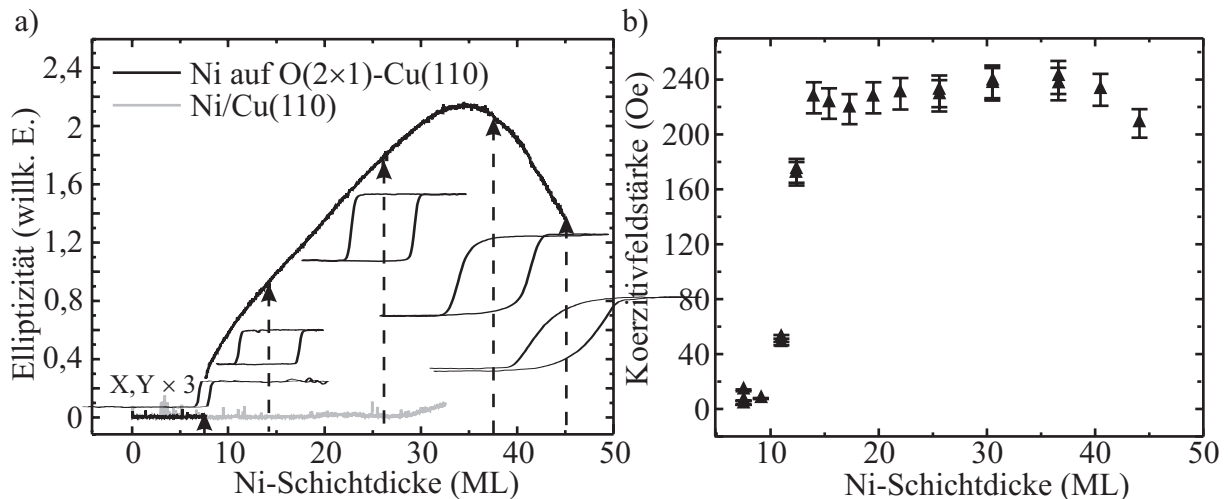 a)
2,4
2
1,6
1,2
0,8
0,4
0
Elliptizität (willk. E.)
Ni auf O(2×1)-Cu(110)
Ni/Cu(110)
X,Y × 3
0 10 20 30 40 50
Ni-Schichtdicke (ML)
b)
240
200
160
120
80
40
0
Koerzitivfeldstärke (Oe)
10 20 30 40 50
Ni-Schichtdicke (ML)